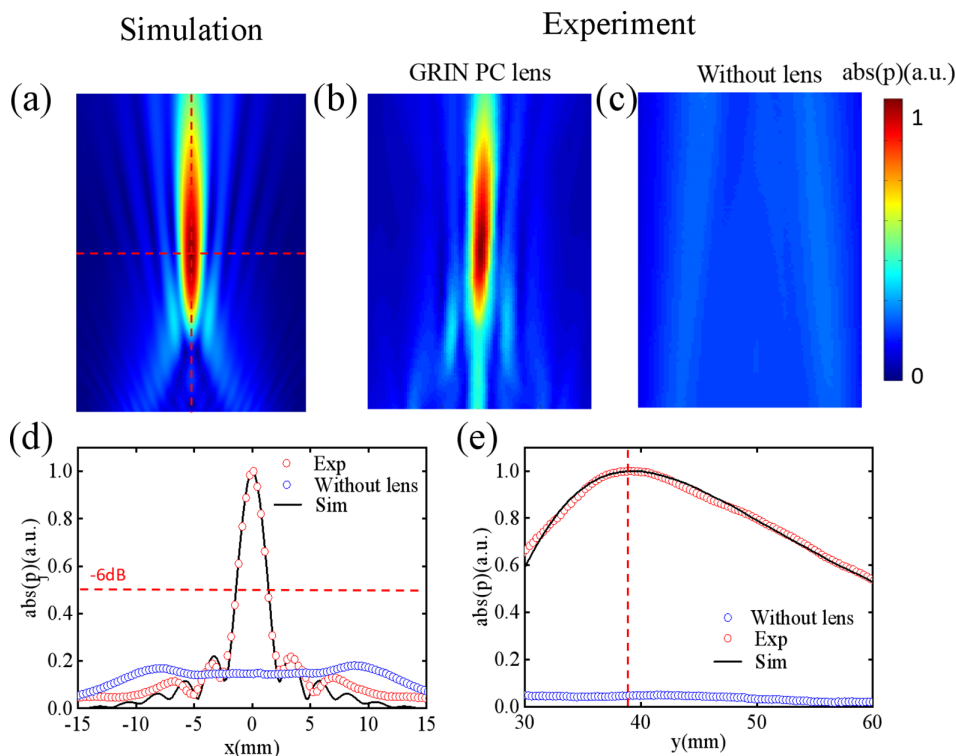 Simulation
Experiment
GRIN PC lens
Without lens
abs(p)(a.u.)
(a)
(b)
(c)
1
0
(d)
(e)
abs(p)(a.u.)
1.0
0.8
0.6
0.4
0.2
0.0
-6dB
Exp
Without lens
Sim
-15
-10
-5
0
5
10
15
x(mm)
abs(p)(a.u.)
1.0
0.8
0.6
0.4
0.2
0.0
Without lens
Exp
Sim
30
40
50
60
y(mm)